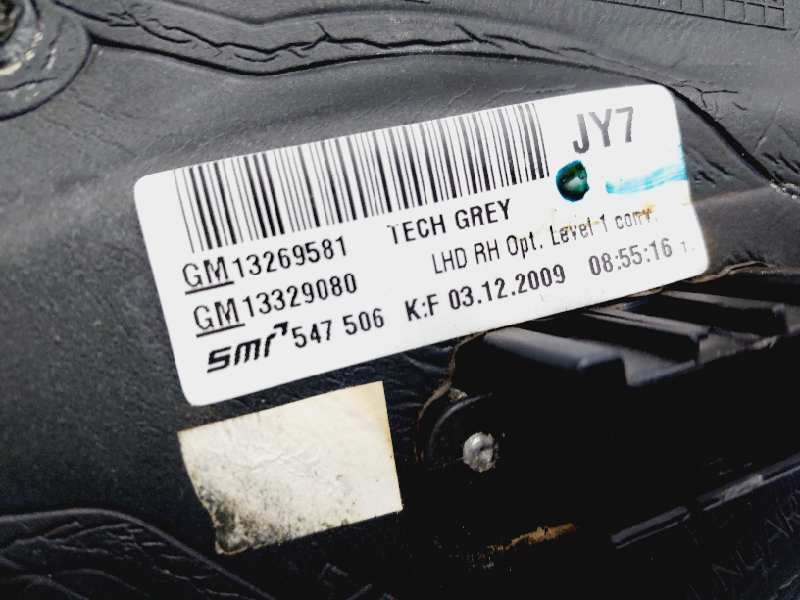 JY7
GM13269581 TECH GREY
GM13329080 LHD RH Opt. Level 1 conv.
smr 547 506 K:F 03.12.2009 08:55:16 1.